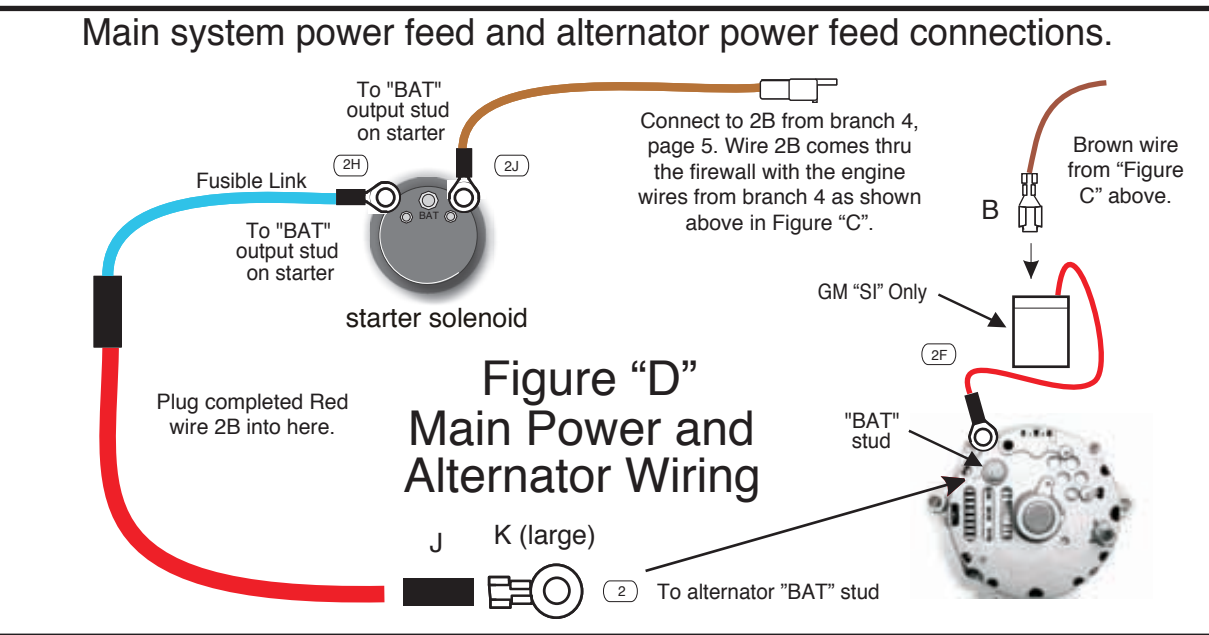 Main system power feed and alternator power feed connections.
To "BAT"
output stud
on starter
2H
2J
Fusible Link
BAT
To "BAT"
output stud
on starter
starter solenoid
Connect to 2B from branch 4,
page 5. Wire 2B comes thru
the firewall with the engine
wires from branch 4 as shown
above in Figure “C”.
Brown wire
from “Figure
C” above.
B
GM “SI” Only
2F
"BAT"
stud
Plug completed Red
wire 2B into here.
Figure “D”
Main Power and
Alternator Wiring
J
K (large)
2
To alternator "BAT" stud